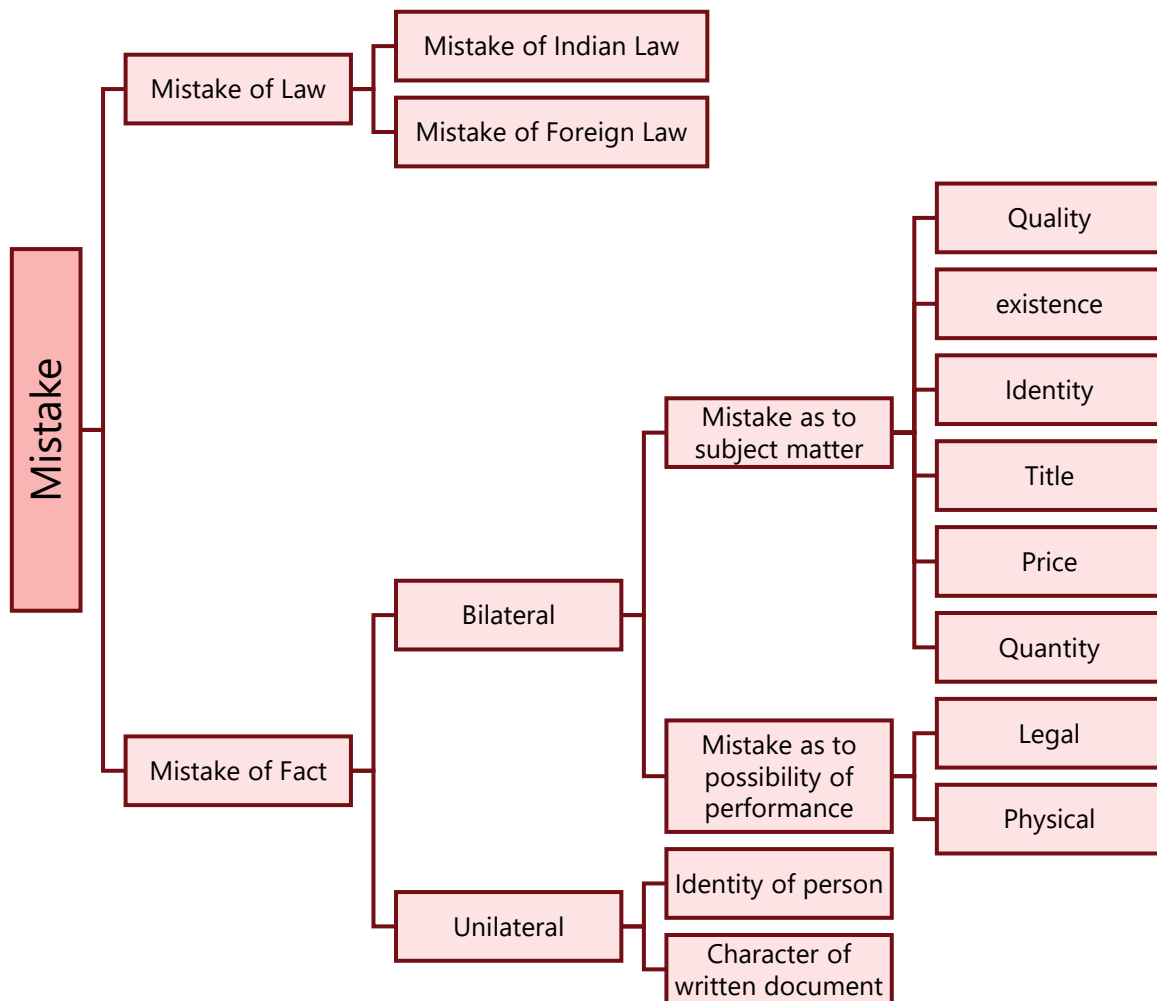 Mistake
Mistake of Law
Mistake of Indian Law
Mistake of Foreign Law
Mistake of Fact
Bilateral
Mistake as to
subject matter
Quality
existence
Identity
Title
Price
Quantity
Mistake as to
possibility of
performance
Legal
Physical
Unilateral
Identity of person
Character of
written document